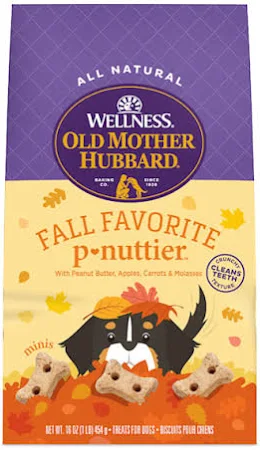 ALL NATURAL
WELLNESS
OLD MOTHER
HUBBARD
BAKING CO. SINCE 1926
FALL FAVORITE
p•nuttier
With Peanut Butter, Apples, Carrots & Molasses
CRUNCHY
CLEANS
TEETH
TEXTURE
minis
NET WT. 16 OZ (1 LB) 454 g • TREATS FOR DOGS • BISCUITS POUR CHIENS